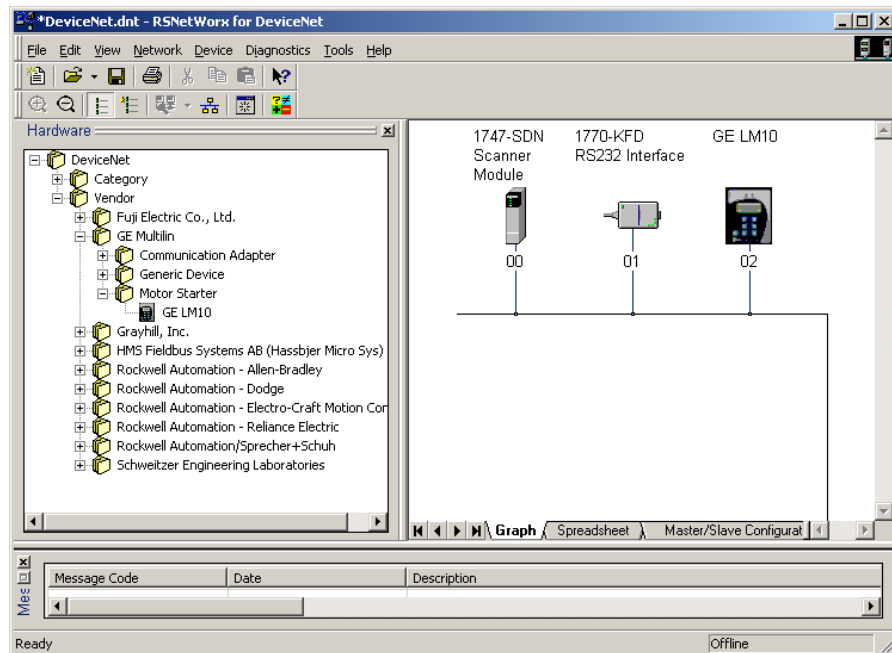 *DeviceNet.dnt - RSNetWorx for DeviceNet
File Edit View Network Device Diagnostics Tools Help
Hardware
DeviceNet
Category
Vendor
Fuji Electric Co., Ltd.
GE Multilin
Communication Adapter
Generic Device
Motor Starter
GE LM10
Grayhill, Inc.
HMS Fieldbus Systems AB (Hassbjer Micro Sys)
Rockwell Automation - Allen-Bradley
Rockwell Automation - Dodge
Rockwell Automation - Electro-Craft Motion Cor
Rockwell Automation - Reliance Electric
Rockwell Automation/Sprecher+Schuh
Schweitzer Engineering Laboratories
1747-SDN 1770-KFD GE LM10
Scanner RS232 Interface
Module
00 01 02
Graph Spreadsheet Master/Slave Configurat
Mes
Message Code Date Description
Ready Offline